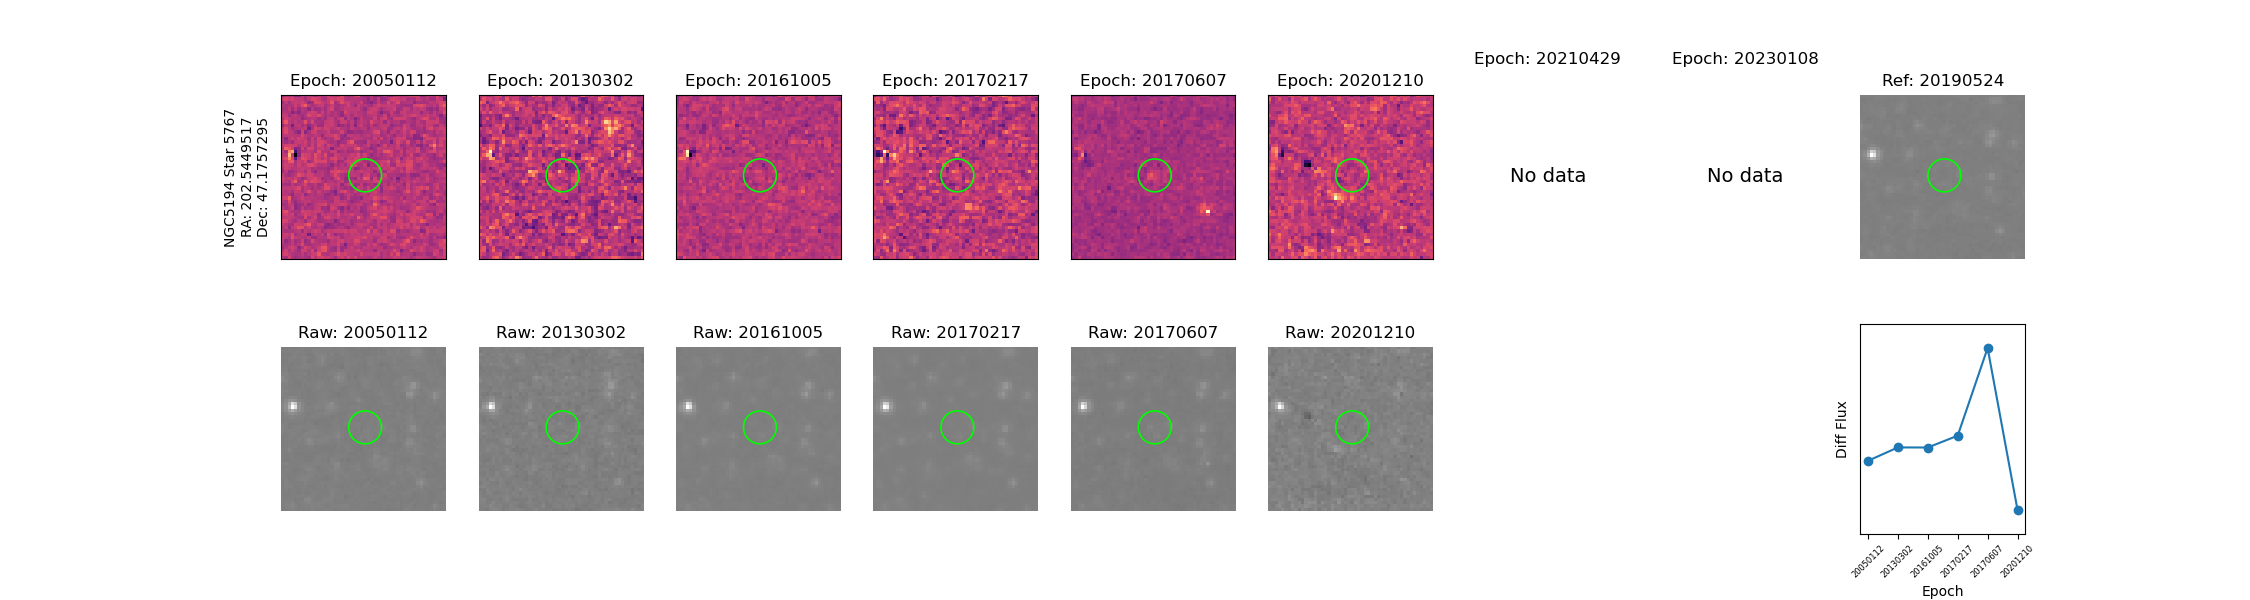 NGC5194 Star 5767
RA: 202.5449517
Dec: 47.1757295
Epoch: 20050112
Epoch: 20130302
Epoch: 20161005
Epoch: 20170217
Epoch: 20170607
Epoch: 20201210
Epoch: 20210429
Epoch: 20230108
Ref: 20190524
No data
No data
Raw: 20050112
Raw: 20130302
Raw: 20161005
Raw: 20170217
Raw: 20170607
Raw: 20201210
Diff Flux
20050112
20130302
20161005
20170217
20170607
20201210
Epoch